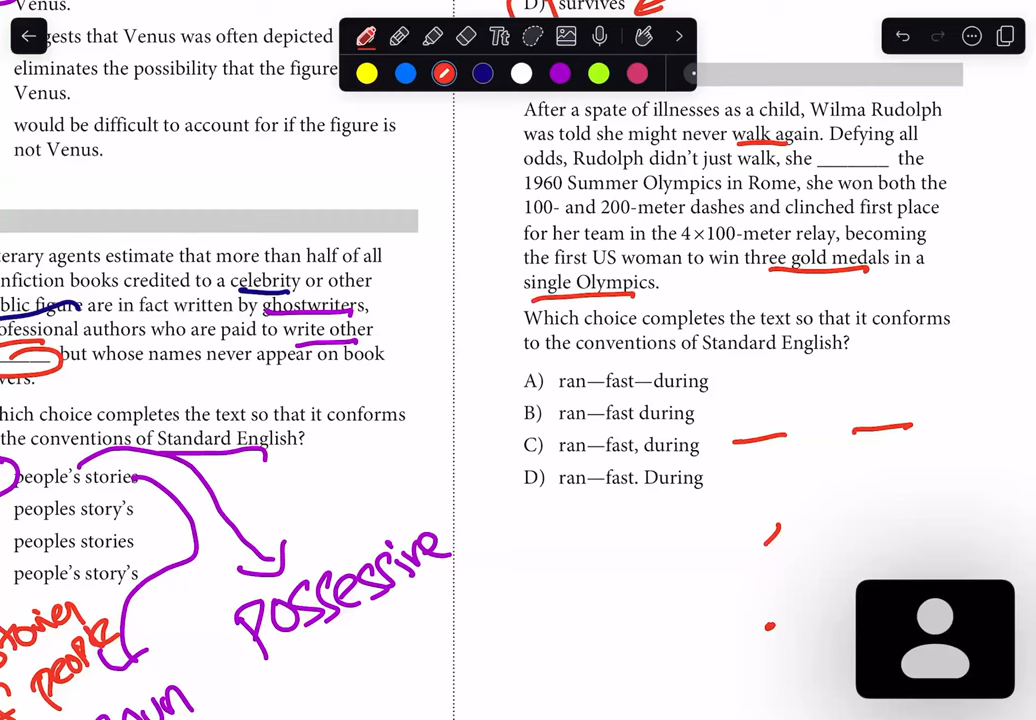 Venus.
gests that Venus was often depicted
eliminates the possibility that the figure
Venus.
would be difficult to account for if the figure is
not Venus.
terary agents estimate that more than half of all
nfiction books credited to a celebrity or other
blic figure are in fact written by ghostwriters,
ofessional authors who are paid to write other
______ but whose names never appear on book
vers.
hich choice completes the text so that it conforms
the conventions of Standard English?
people's stories
peoples story's
peoples stories
people's story's
possessive
stories
people
noun
Tt
D) survives
After a spate of illnesses as a child, Wilma Rudolph
was told she might never walk again. Defying all
odds, Rudolph didn't just walk, she ______ the
1960 Summer Olympics in Rome, she won both the
100- and 200-meter dashes and clinched first place
for her team in the 4×100-meter relay, becoming
the first US woman to win three gold medals in a
single Olympics.
Which choice completes the text so that it conforms
to the conventions of Standard English?
A) ran—fast—during
B) ran—fast during
C) ran—fast, during
D) ran—fast. During